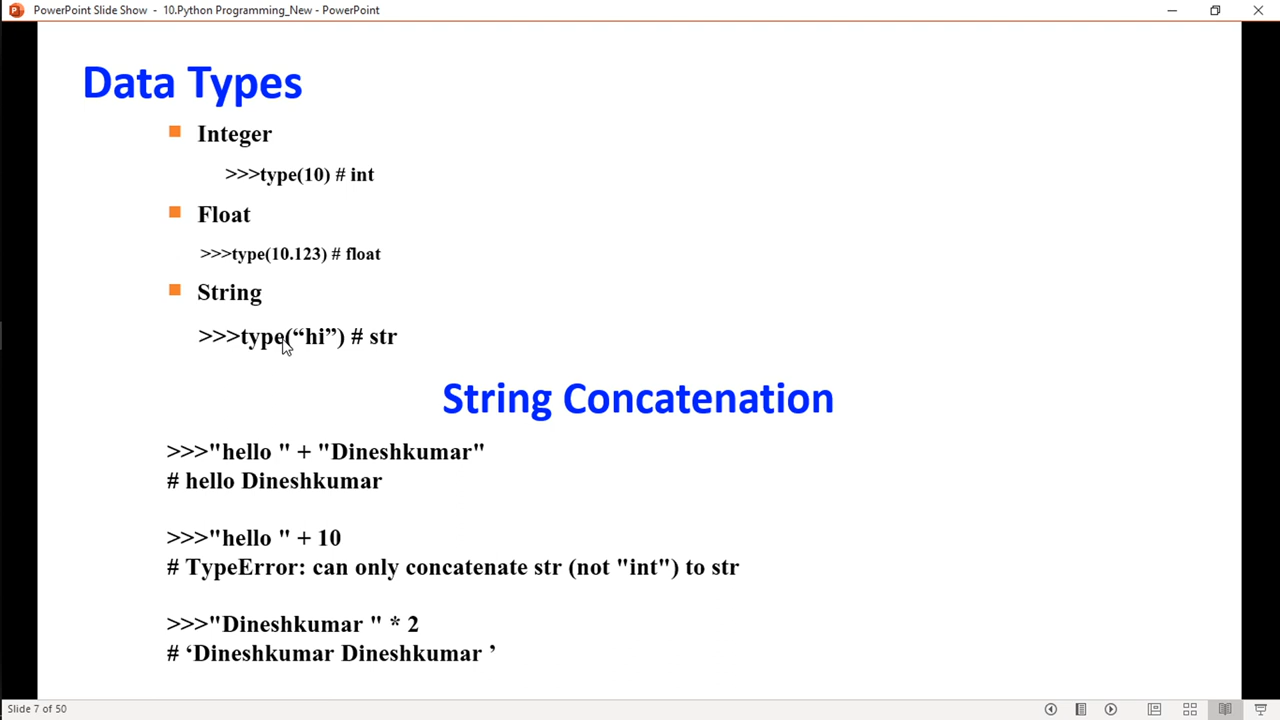 PowerPoint Slide Show - 10.Python Programming_New - PowerPoint
Data Types
Integer
>>>type(10) # int
Float
>>>type(10.123) # float
String
>>>type(“hi”) # str
String Concatenation
>>>"hello " + "Dineshkumar"
# hello Dineshkumar
>>>"hello " + 10
# TypeError: can only concatenate str (not "int") to str
>>>"Dineshkumar " * 2
# ‘Dineshkumar Dineshkumar ’
Slide 7 of 50